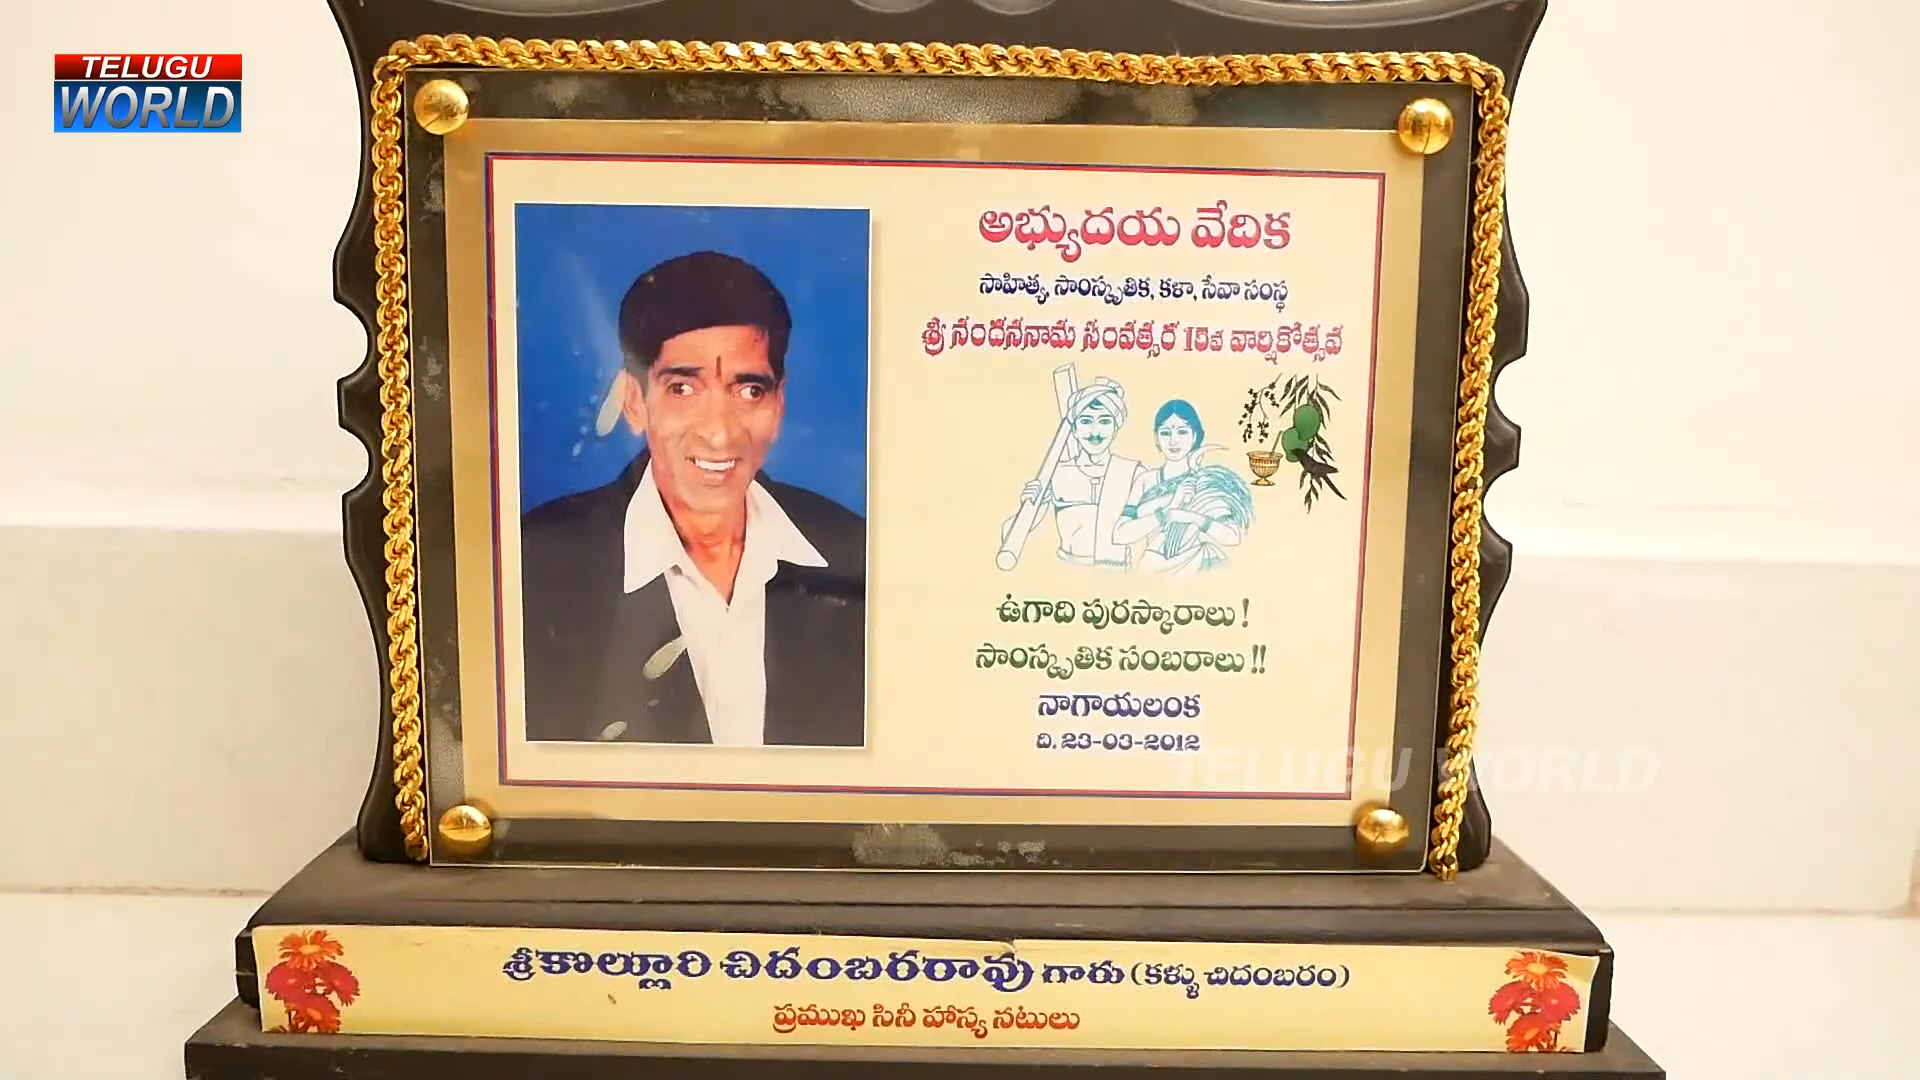 TELUGU
WORLD
అభ్యుదయ వేదిక
సాహిత్య, సాంస్కృతిక, కళా, సేవా సంస్థ
శ్రీ నందననామ సంవత్సర 15వ వార్షికోత్సవ
ఉగాది పురస్కారాలు !
సాంస్కృతిక సంబరాలు !!
నాగాయలంక
ది. 23-03-2012
TELUGU WORLD
శ్రీ కొల్లూరి చిదంబరరావు గారు (కళ్ళు చిదంబరం)
ప్రముఖ సినీ హాస్య నటులు